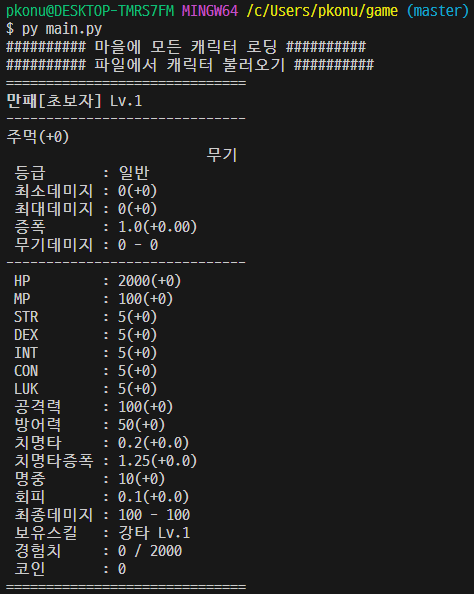 pkonu@DESKTOP-TMRS7FM MINGW64 /c/Users/pkonu/game (master)
$ py main.py
########## 마을에 모든 캐릭터 로딩 ##########
########## 파일에서 캐릭터 불러오기 ##########
==============================
만패[초보자] Lv.1
------------------------------
주먹(+0)
무기
등급 : 일반
최소데미지 : 0(+0)
최대데미지 : 0(+0)
증폭 : 1.0(+0.00)
무기데미지 : 0 - 0
------------------------------
HP : 2000(+0)
MP : 100(+0)
STR : 5(+0)
DEX : 5(+0)
INT : 5(+0)
CON : 5(+0)
LUK : 5(+0)
공격력 : 100(+0)
방어력 : 50(+0)
치명타 : 0.2(+0.0)
치명타증폭 : 1.25(+0.0)
명중 : 10(+0)
회피 : 0.1(+0.0)
최종데미지 : 100 - 100
보유스킬 : 강타 Lv.1
경험치 : 0 / 2000
코인 : 0
==============================